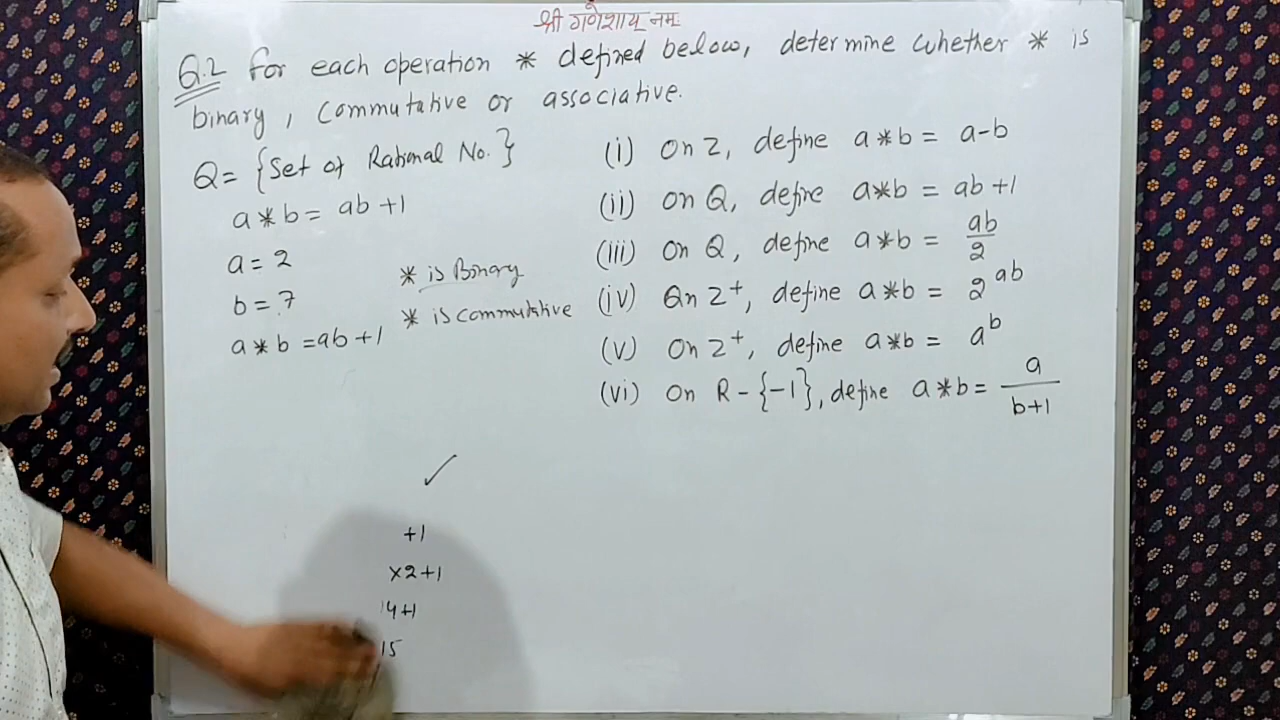 श्री गणेशाय नमः
Q.2 For each operation * defined below, determine whether * is
binary, commutative or associative.
Q = {Set of Rational No.}
a * b = ab + 1
a = 2
b = 7
a * b = ab + 1
* is Binary
* is commutative
(i) On Z, define a * b = a - b
(ii) on Q, define a * b = ab + 1
(iii) On Q, define a * b = ab/2
(iv) On Z⁺, define a * b = 2^ab
(v) On Z⁺, define a * b = a^b
(vi) On R - {-1}, define a * b = a/b+1
✓
+1
×2+1
14+1
15